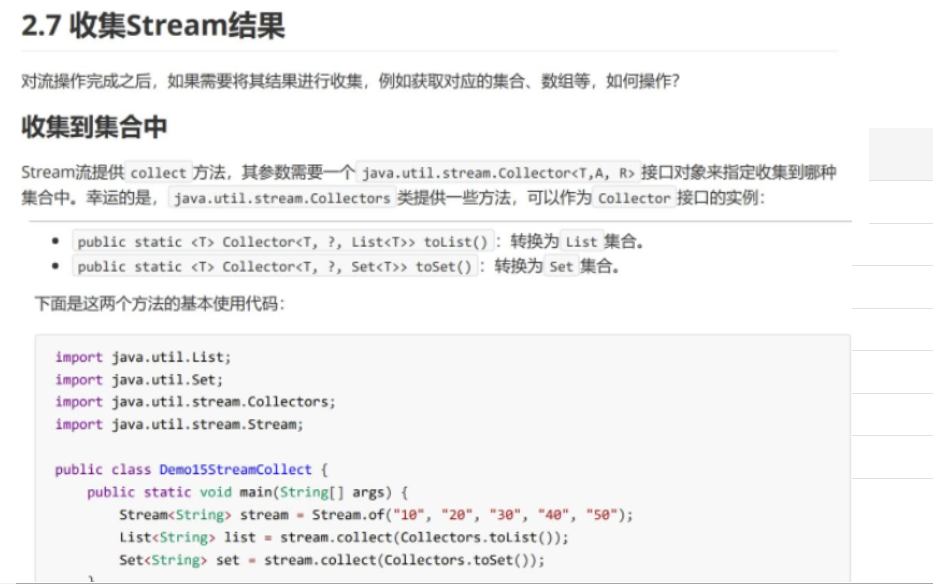 2.7 收集Stream结果
对流操作完成之后，如果需要将其结果进行收集，例如获取对应的集合、数组等，如何操作？
收集到集合中
Stream流提供 collect 方法，其参数需要一个 java.util.stream.Collector<T,A, R> 接口对象来指定收集到哪种
集合中。幸运的是， java.util.stream.Collectors 类提供一些方法，可以作为 Collector 接口的实例：
• public static <T> Collector<T, ?, List<T>> toList() ：转换为 List 集合。
• public static <T> Collector<T, ?, Set<T>> toSet() ：转换为 Set 集合。
下面是这两个方法的基本使用代码：
import java.util.List;
import java.util.Set;
import java.util.stream.Collectors;
import java.util.stream.Stream;
public class Demo15StreamCollect {
public static void main(String[] args) {
Stream<String> stream = Stream.of("10", "20", "30", "40", "50");
List<String> list = stream.collect(Collectors.toList());
Set<String> set = stream.collect(Collectors.toSet());
}